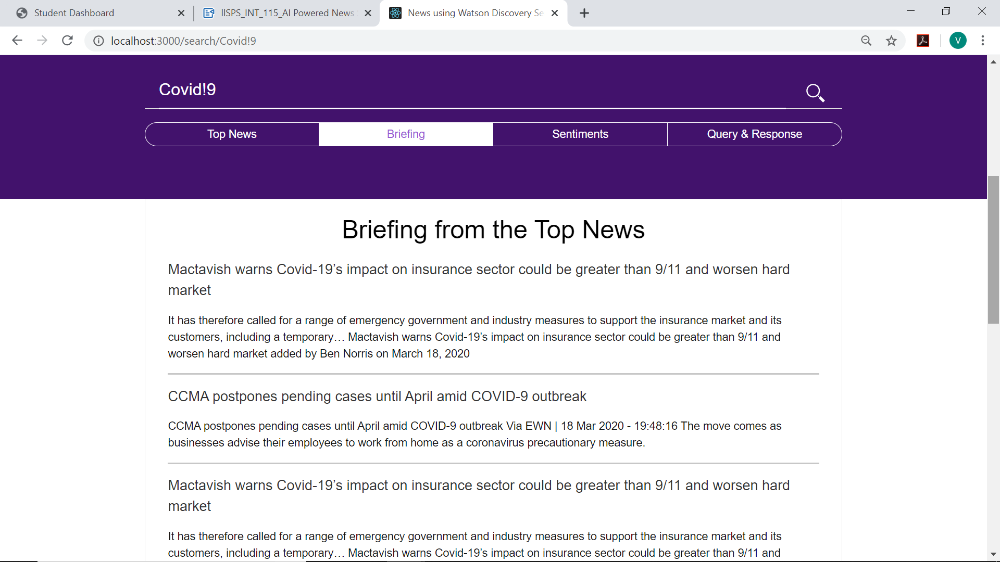 Student Dashboard
llSPS_INT_115_AI Powered News
News using Watson Discovery Se
localhost:3000/search/Covid!9
V
Covid!9
Top News
Briefing
Sentiments
Query & Response
Briefing from the Top News
Mactavish warns Covid-19’s impact on insurance sector could be greater than 9/11 and worsen hard
market
It has therefore called for a range of emergency government and industry measures to support the insurance market and its
customers, including a temporary… Mactavish warns Covid-19’s impact on insurance sector could be greater than 9/11 and
worsen hard market added by Ben Norris on March 18, 2020
CCMA postpones pending cases until April amid COVID-9 outbreak
CCMA postpones pending cases until April amid COVID-9 outbreak Via EWN | 18 Mar 2020 - 19:48:16 The move comes as
businesses advise their employees to work from home as a coronavirus precautionary measure.
Mactavish warns Covid-19’s impact on insurance sector could be greater than 9/11 and worsen hard
market
It has therefore called for a range of emergency government and industry measures to support the insurance market and its
customers, including a temporary… Mactavish warns Covid-19’s impact on insurance sector could be greater than 9/11 and